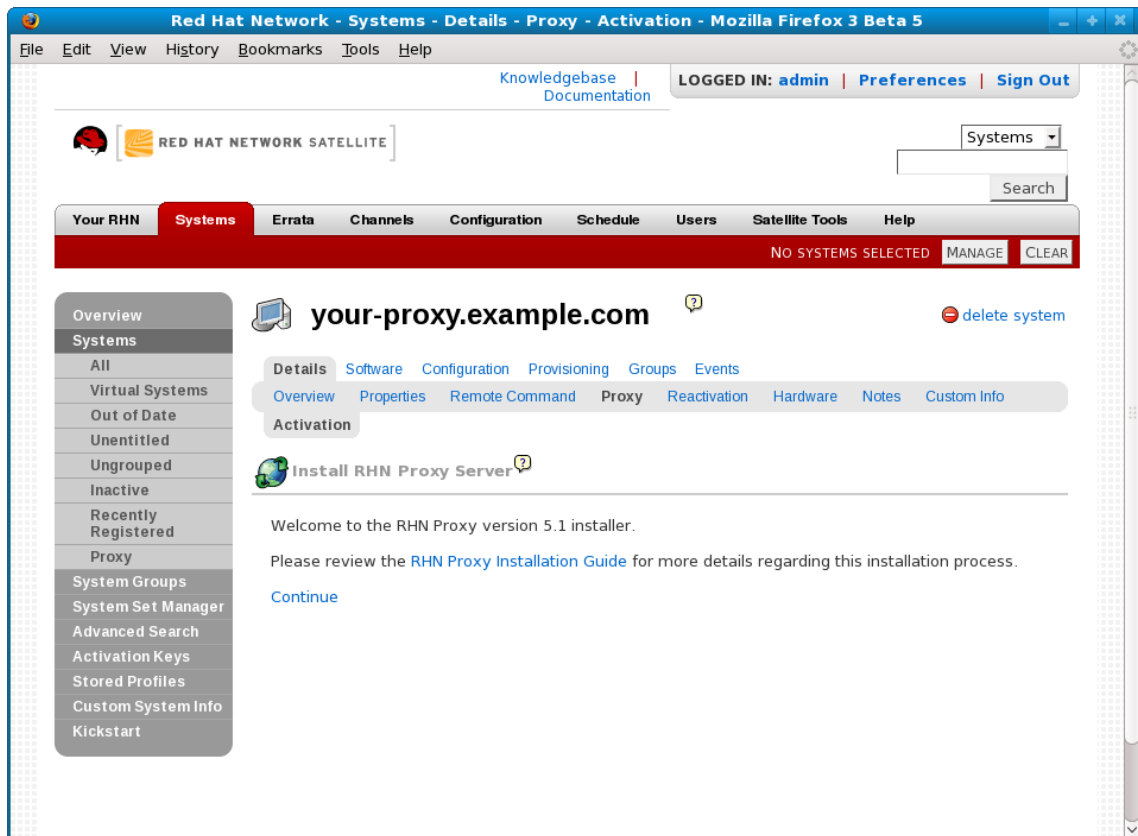 Red Hat Network - Systems - Details - Proxy - Activation - Mozilla Firefox 3 Beta 5
File Edit View History Bookmarks Tools Help
Knowledgebase |
Documentation
LOGGED IN: admin | Preferences | Sign Out
RED HAT NETWORK SATELLITE
Systems
Search
Your RHN Systems Errata Channels Configuration Schedule Users Satellite Tools Help
NO SYSTEMS SELECTED MANAGE CLEAR
Overview
Systems
All
Virtual Systems
Out of Date
Unentitled
Ungrouped
Inactive
Recently
Registered
Proxy
System Groups
System Set Manager
Advanced Search
Activation Keys
Stored Profiles
Custom System Info
Kickstart
your-proxy.example.com ?
delete system
Details Software Configuration Provisioning Groups Events
Overview Properties Remote Command Proxy Reactivation Hardware Notes Custom Info
Activation
Install RHN Proxy Server ?
Welcome to the RHN Proxy version 5.1 installer.
Please review the RHN Proxy Installation Guide for more details regarding this installation process.
Continue